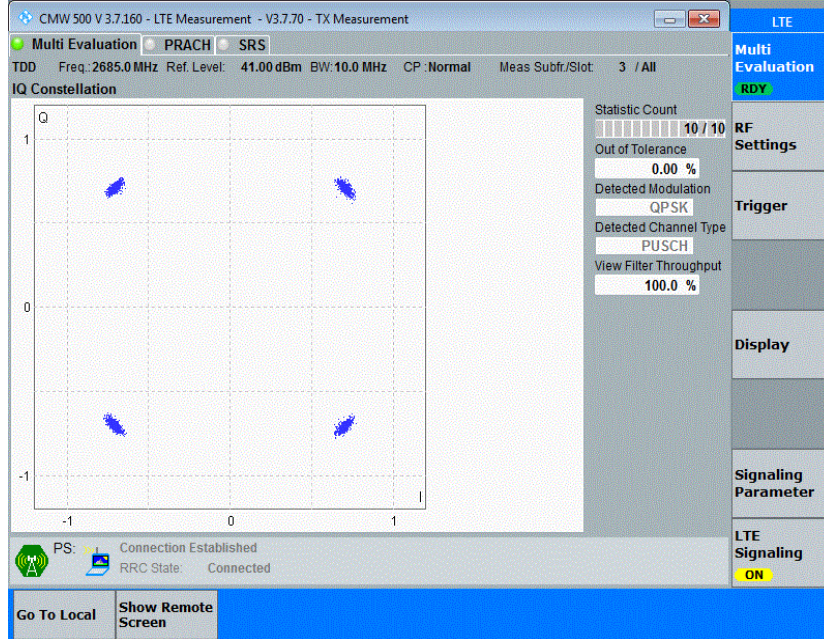 CMW 500 V 3.7.160 - LTE Measurement - V3.7.70 - TX Measurement
LTE
Multi Evaluation PRACH SRS
Multi
Evaluation
RDY
TDD Freq.:2685.0 MHz Ref. Level: 41.00 dBm BW:10.0 MHz CP :Normal Meas Subfr./Slot: 3 / All
IQ Constellation
Q
1
0
-1
-1 0 1
I
Statistic Count
10 / 10
Out of Tolerance
0.00 %
Detected Modulation
QPSK
Detected Channel Type
PUSCH
View Filter Throughput
100.0 %
RF
Settings
Trigger
Display
Signaling
Parameter
LTE
Signaling
ON
PS: Connection Established
RRC State: Connected
Go To Local
Show Remote
Screen